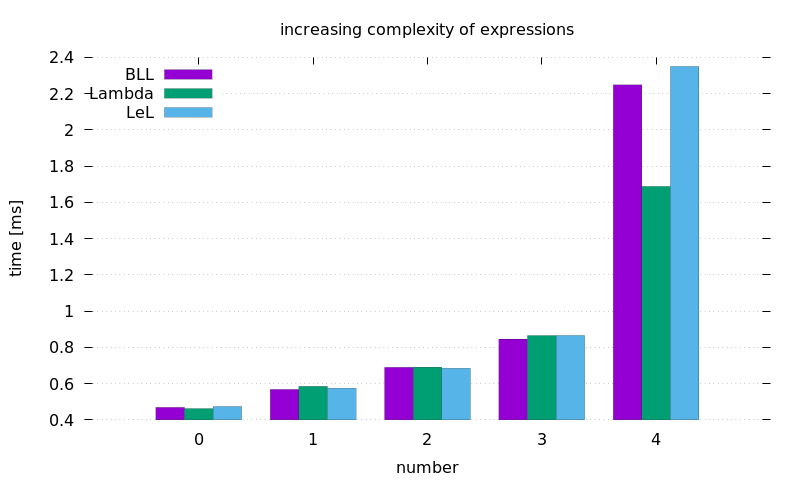 increasing complexity of expressions
BLL
Lambda
LeL
2.4
2.2
2
1.8
1.6
1.4
1.2
1
0.8
0.6
0.4
time [ms]
0 1 2 3 4
number